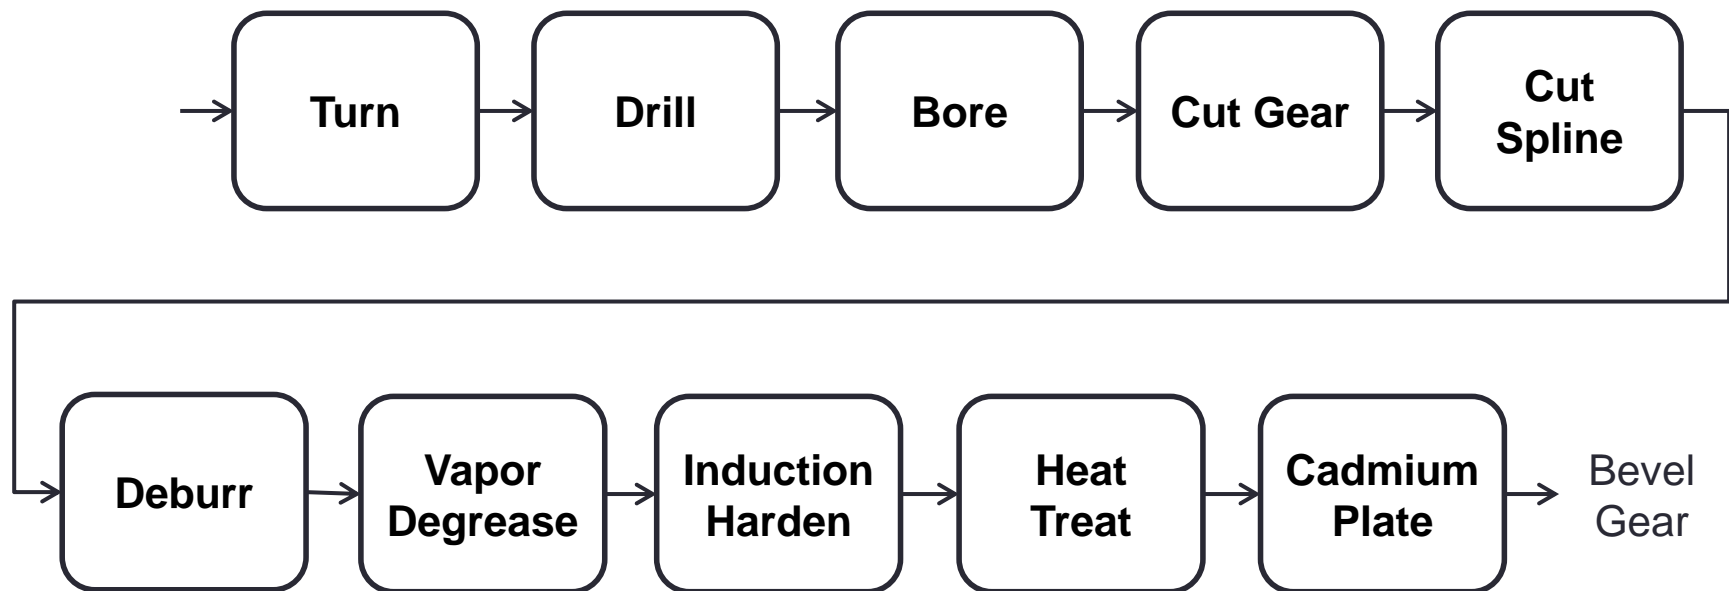 Turn
Drill
Bore
Cut Gear
Cut
Spline
Deburr
Vapor
Degrease
Induction
Harden
Heat
Treat
Cadmium
Plate
Bevel
Gear